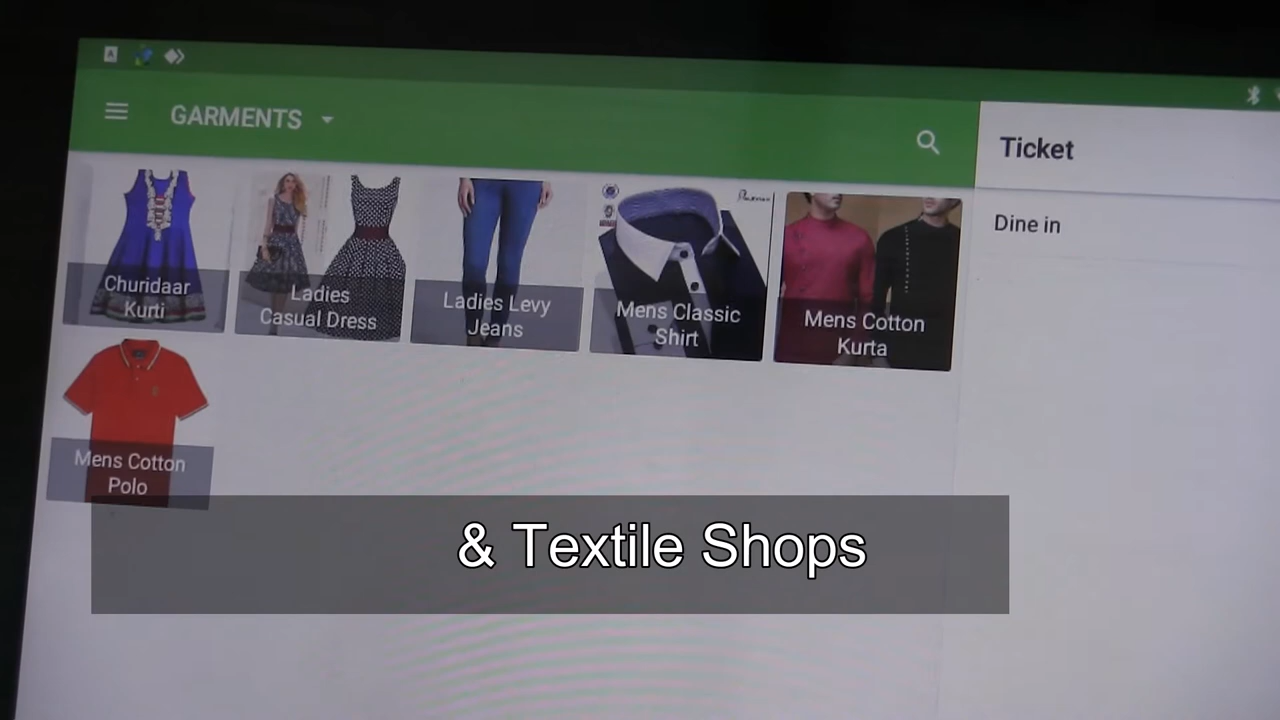 GARMENTS
Ticket
Dine in
Churidaar
Kurti
Ladies
Casual Dress
Ladies Levy
Jeans
Mens Classic
Shirt
Mens Cotton
Kurta
Mens Cotton
Polo
& Textile Shops